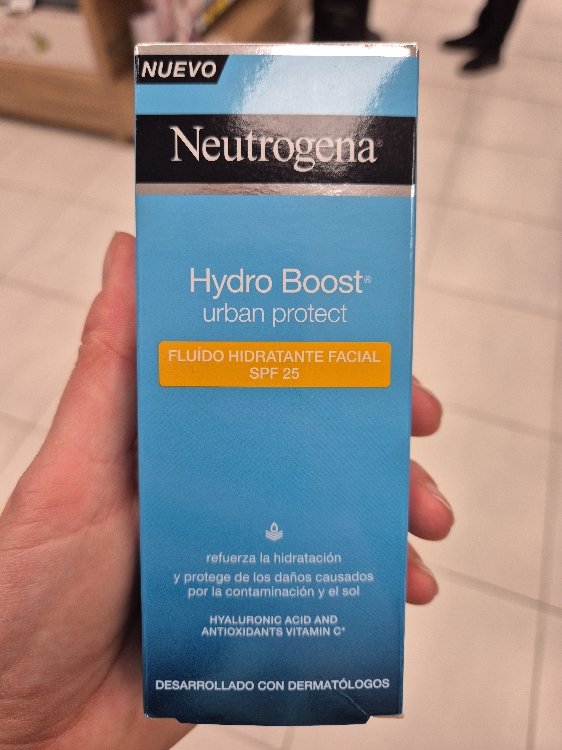 NUEVO
Neutrogena®
Hydro Boost®
urban protect
FLUÍDO HIDRATANTE FACIAL
SPF 25
refuerza la hidratación
y protege de los daños causados
por la contaminación y el sol
HYALURONIC ACID AND
ANTIOXIDANTS VITAMIN C*
DESARROLLADO CON DERMATÓLOGOS